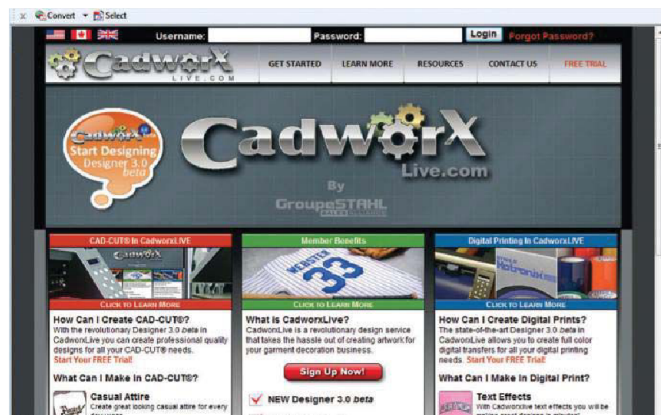 x Convert Select
Username: Password: Login Forgot Password?
CadworX
LIVE.COM
GET STARTED LEARN MORE RESOURCES CONTACT US FREE TRIAL
CadworX
Start Designing
Designer 3.0
beta
CadworX
Live.com
By
GroupeSTAHL
CAD-CUT® In CadworxLIVE
Member Benefits
Digital Printing In CadworxLIVE
WEBSTER
33
CLICK TO LEARN MORE
CLICK TO LEARN MORE
CLICK TO LEARN MORE
How Can I Create CAD-CUT®?
With the revolutionary Designer 3.0 beta in
CadworxLive you can create professional quality
designs for all your CAD-CUT® needs.
Start Your FREE Trial!
What Can I Make In CAD-CUT®?
Casual Attire
Create great looking casual attire for every
What is CadworxLive?
CadworxLive is a revolutionary design service
that takes the hassle out of creating artwork for
your garment decoration business.
Sign Up Now!
NEW Designer 3.0 beta
How Can I Create Digital Prints?
The state-of-the-art Designer 3.0 beta in
CadworxLive allows you to create full color
digital transfers for all your digital printing
needs. Start Your FREE Trial!
What Can I Make In Digital Print?
Text Effects
With Cadworxlive text effects you will be